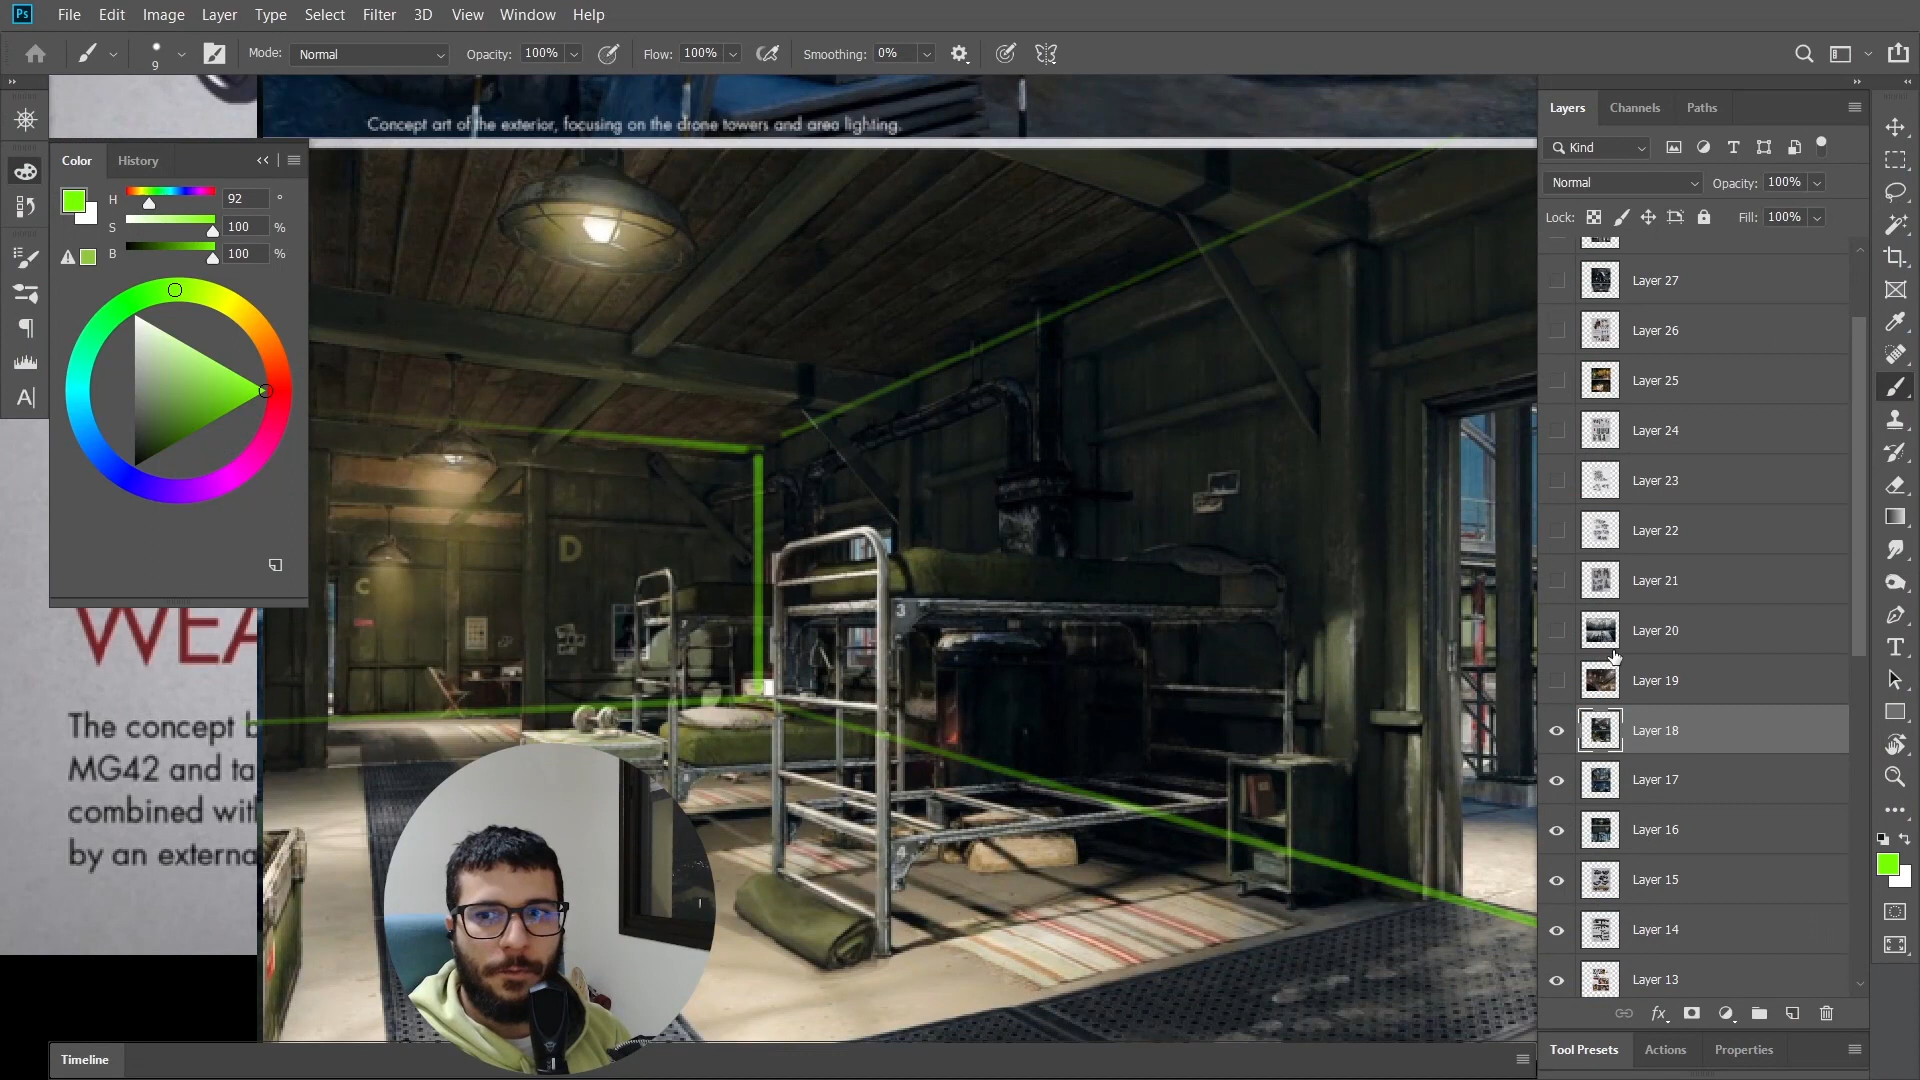 Ps File Edit Image Layer Type Select Filter 3D View Window Help
9 Mode: Normal Opacity: 100% Flow: 100% Smoothing: 0%
Concept art of the exterior, focusing on the drone towers and area lighting.
Color History
H 92 °
S 100 %
B 100 %
C
D
3
4
WEA
The concept b
MG42 and ta
combined wit
by an externa
Timeline
Layers Channels Paths
Kind
Normal Opacity: 100%
Lock: Fill: 100%
Layer 27
Layer 26
Layer 25
Layer 24
Layer 23
Layer 22
Layer 21
Layer 20
Layer 19
Layer 18
Layer 17
Layer 16
Layer 15
Layer 14
Layer 13
fx
Tool Presets Actions Properties